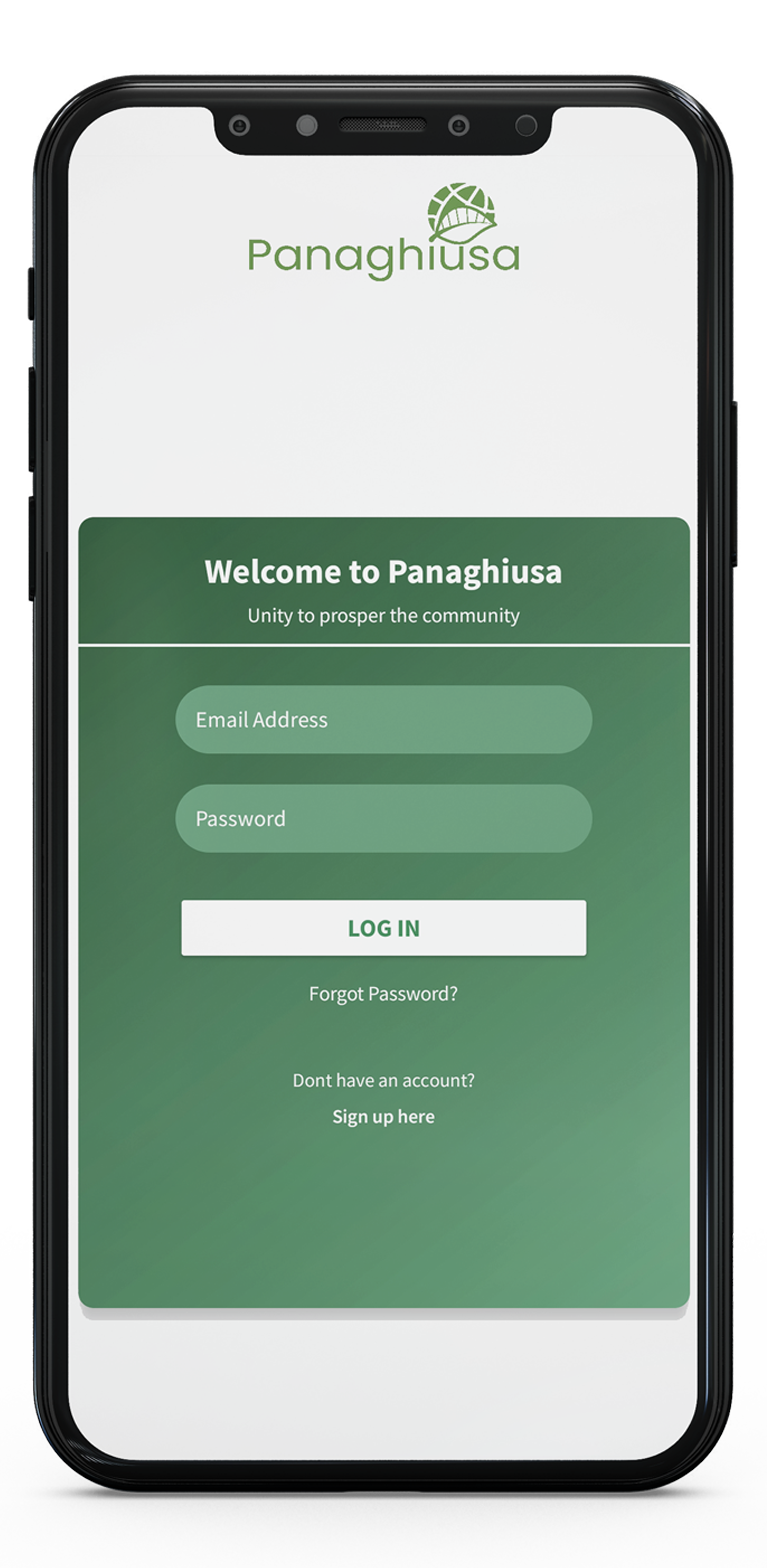 Panaghiusa
Welcome to Panaghiusa
Unity to prosper the community
Email Address
Password
LOG IN
Forgot Password?
Dont have an account?
Sign up here